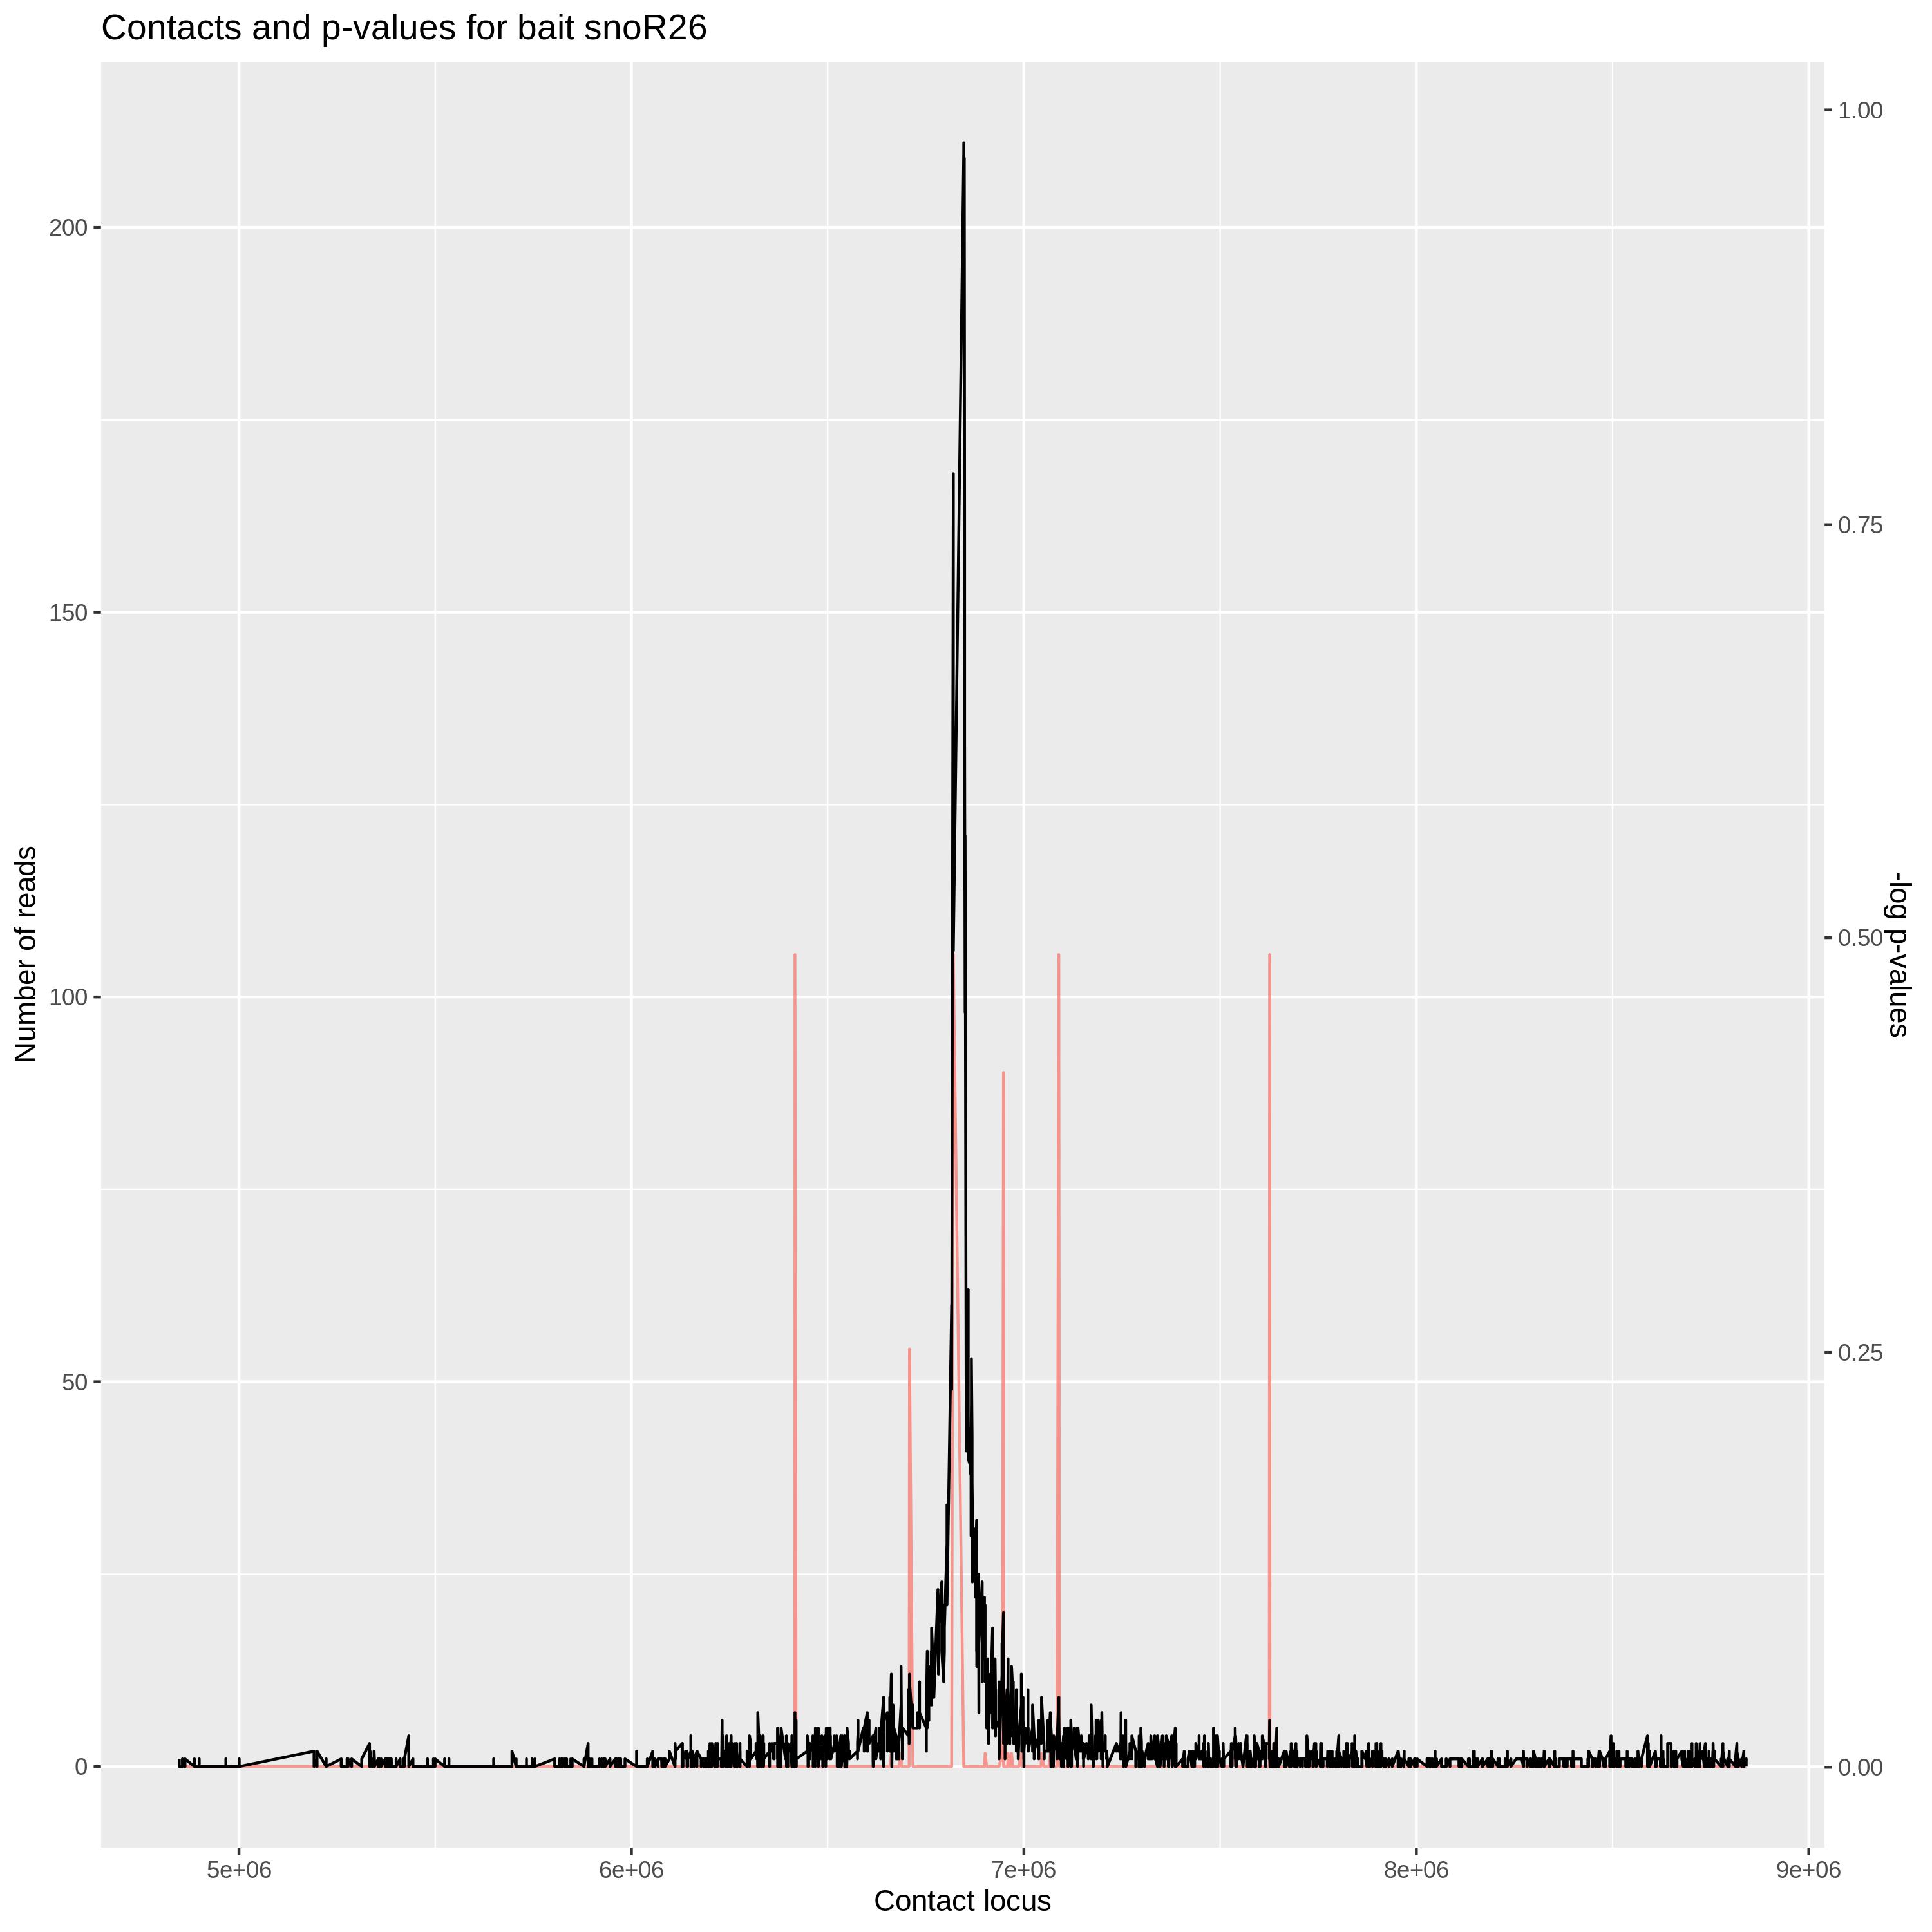 Contacts and p-values for bait snoR26
Number of reads
200
150
100
50
0
1.00
0.75
0.50
0.25
0.00
-log p-values
5e+06
6e+06
7e+06
8e+06
9e+06
Contact locus